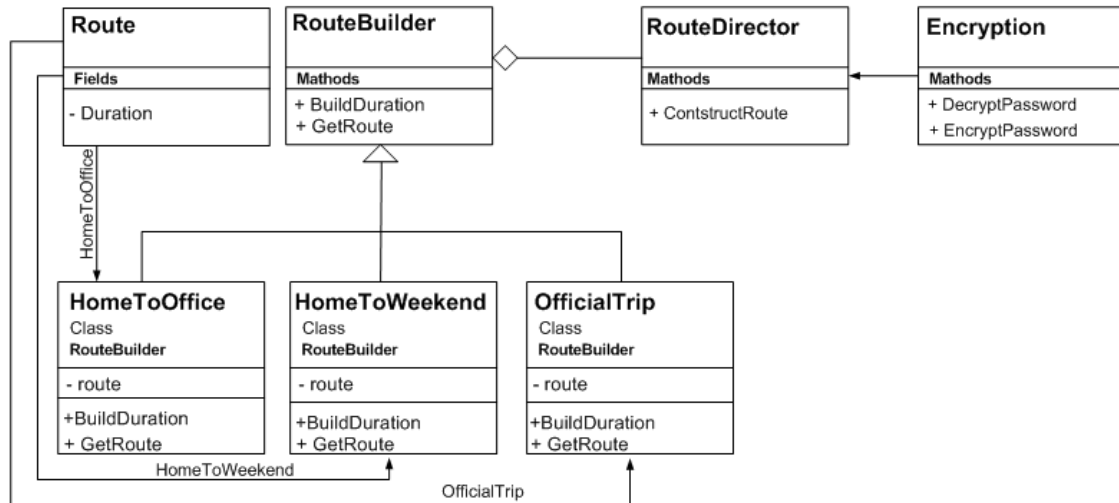 Route
Fields
- Duration
RouteBuilder
Mathods
+ BuildDuration
+ GetRoute
RouteDirector
Mathods
+ ContstructRoute
Encryption
Mathods
+ DecryptPassword
+ EncryptPassword
HomeToOffice
HomeToOffice
Class
RouteBuilder
- route
+BuildDuration
+ GetRoute
HomeToWeekend
Class
RouteBuilder
- route
+BuildDuration
+ GetRoute
OfficialTrip
Class
RouteBuilder
- route
+BuildDuration
+ GetRoute
HomeToWeekend
OfficialTrip